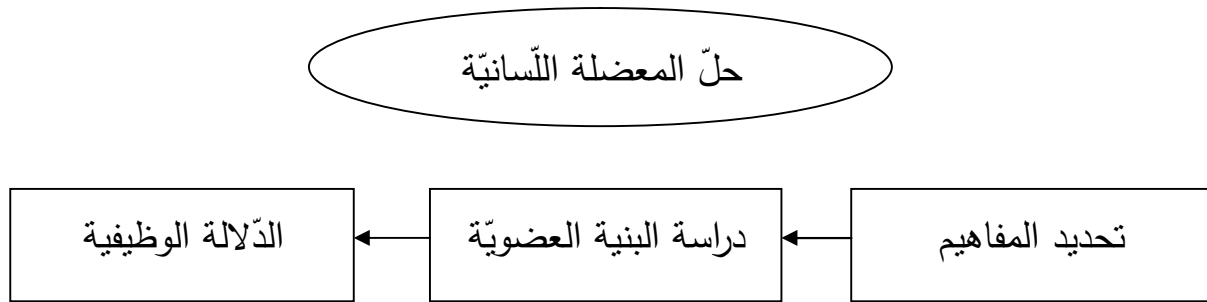 حلّ المعضلة اللّسانيّة
تحديد المفاهيم
دراسة البنية العضويّة
الدّلالة الوظيفية